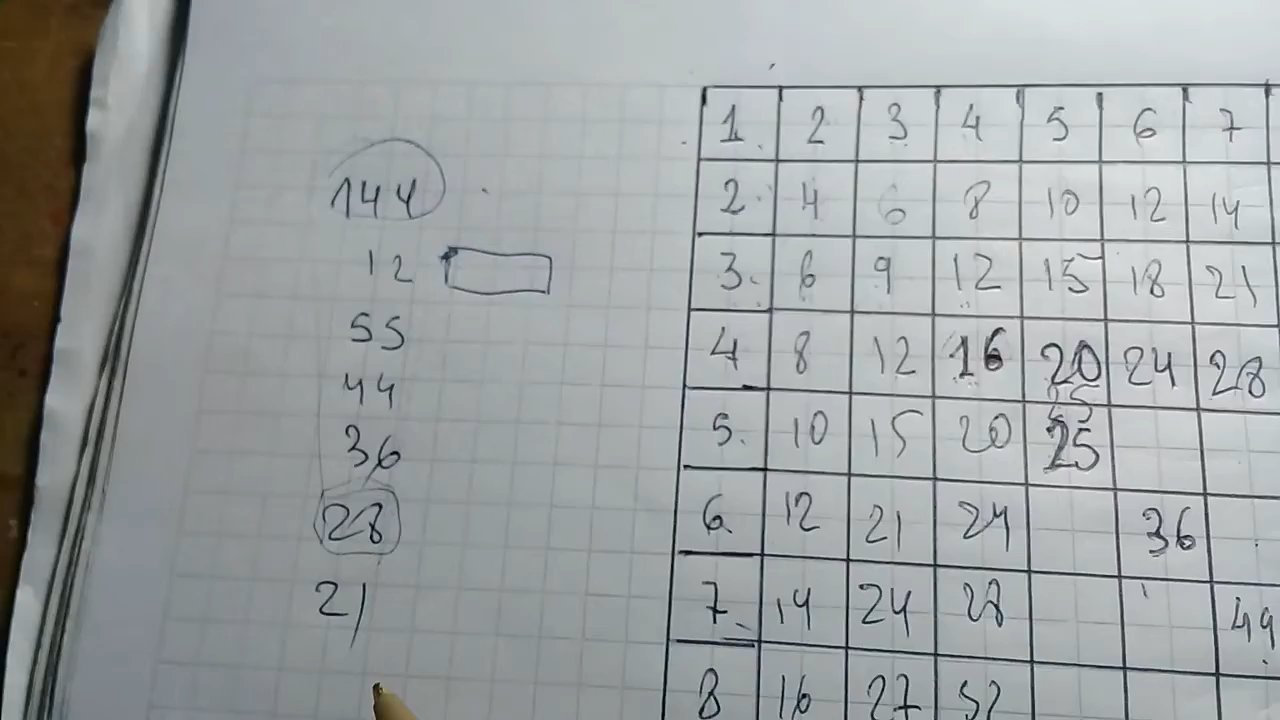 144
12
55
44
36
28
21
1. 2 3 4 5 6 7
2. 4 6 8 10 12 14
3. 6 9 12 15 18 21
4 8 12 16 20 24 28
5. 10 15 20 25
6. 12 21 24 36
7. 14 24 28 49
8 16 27 32